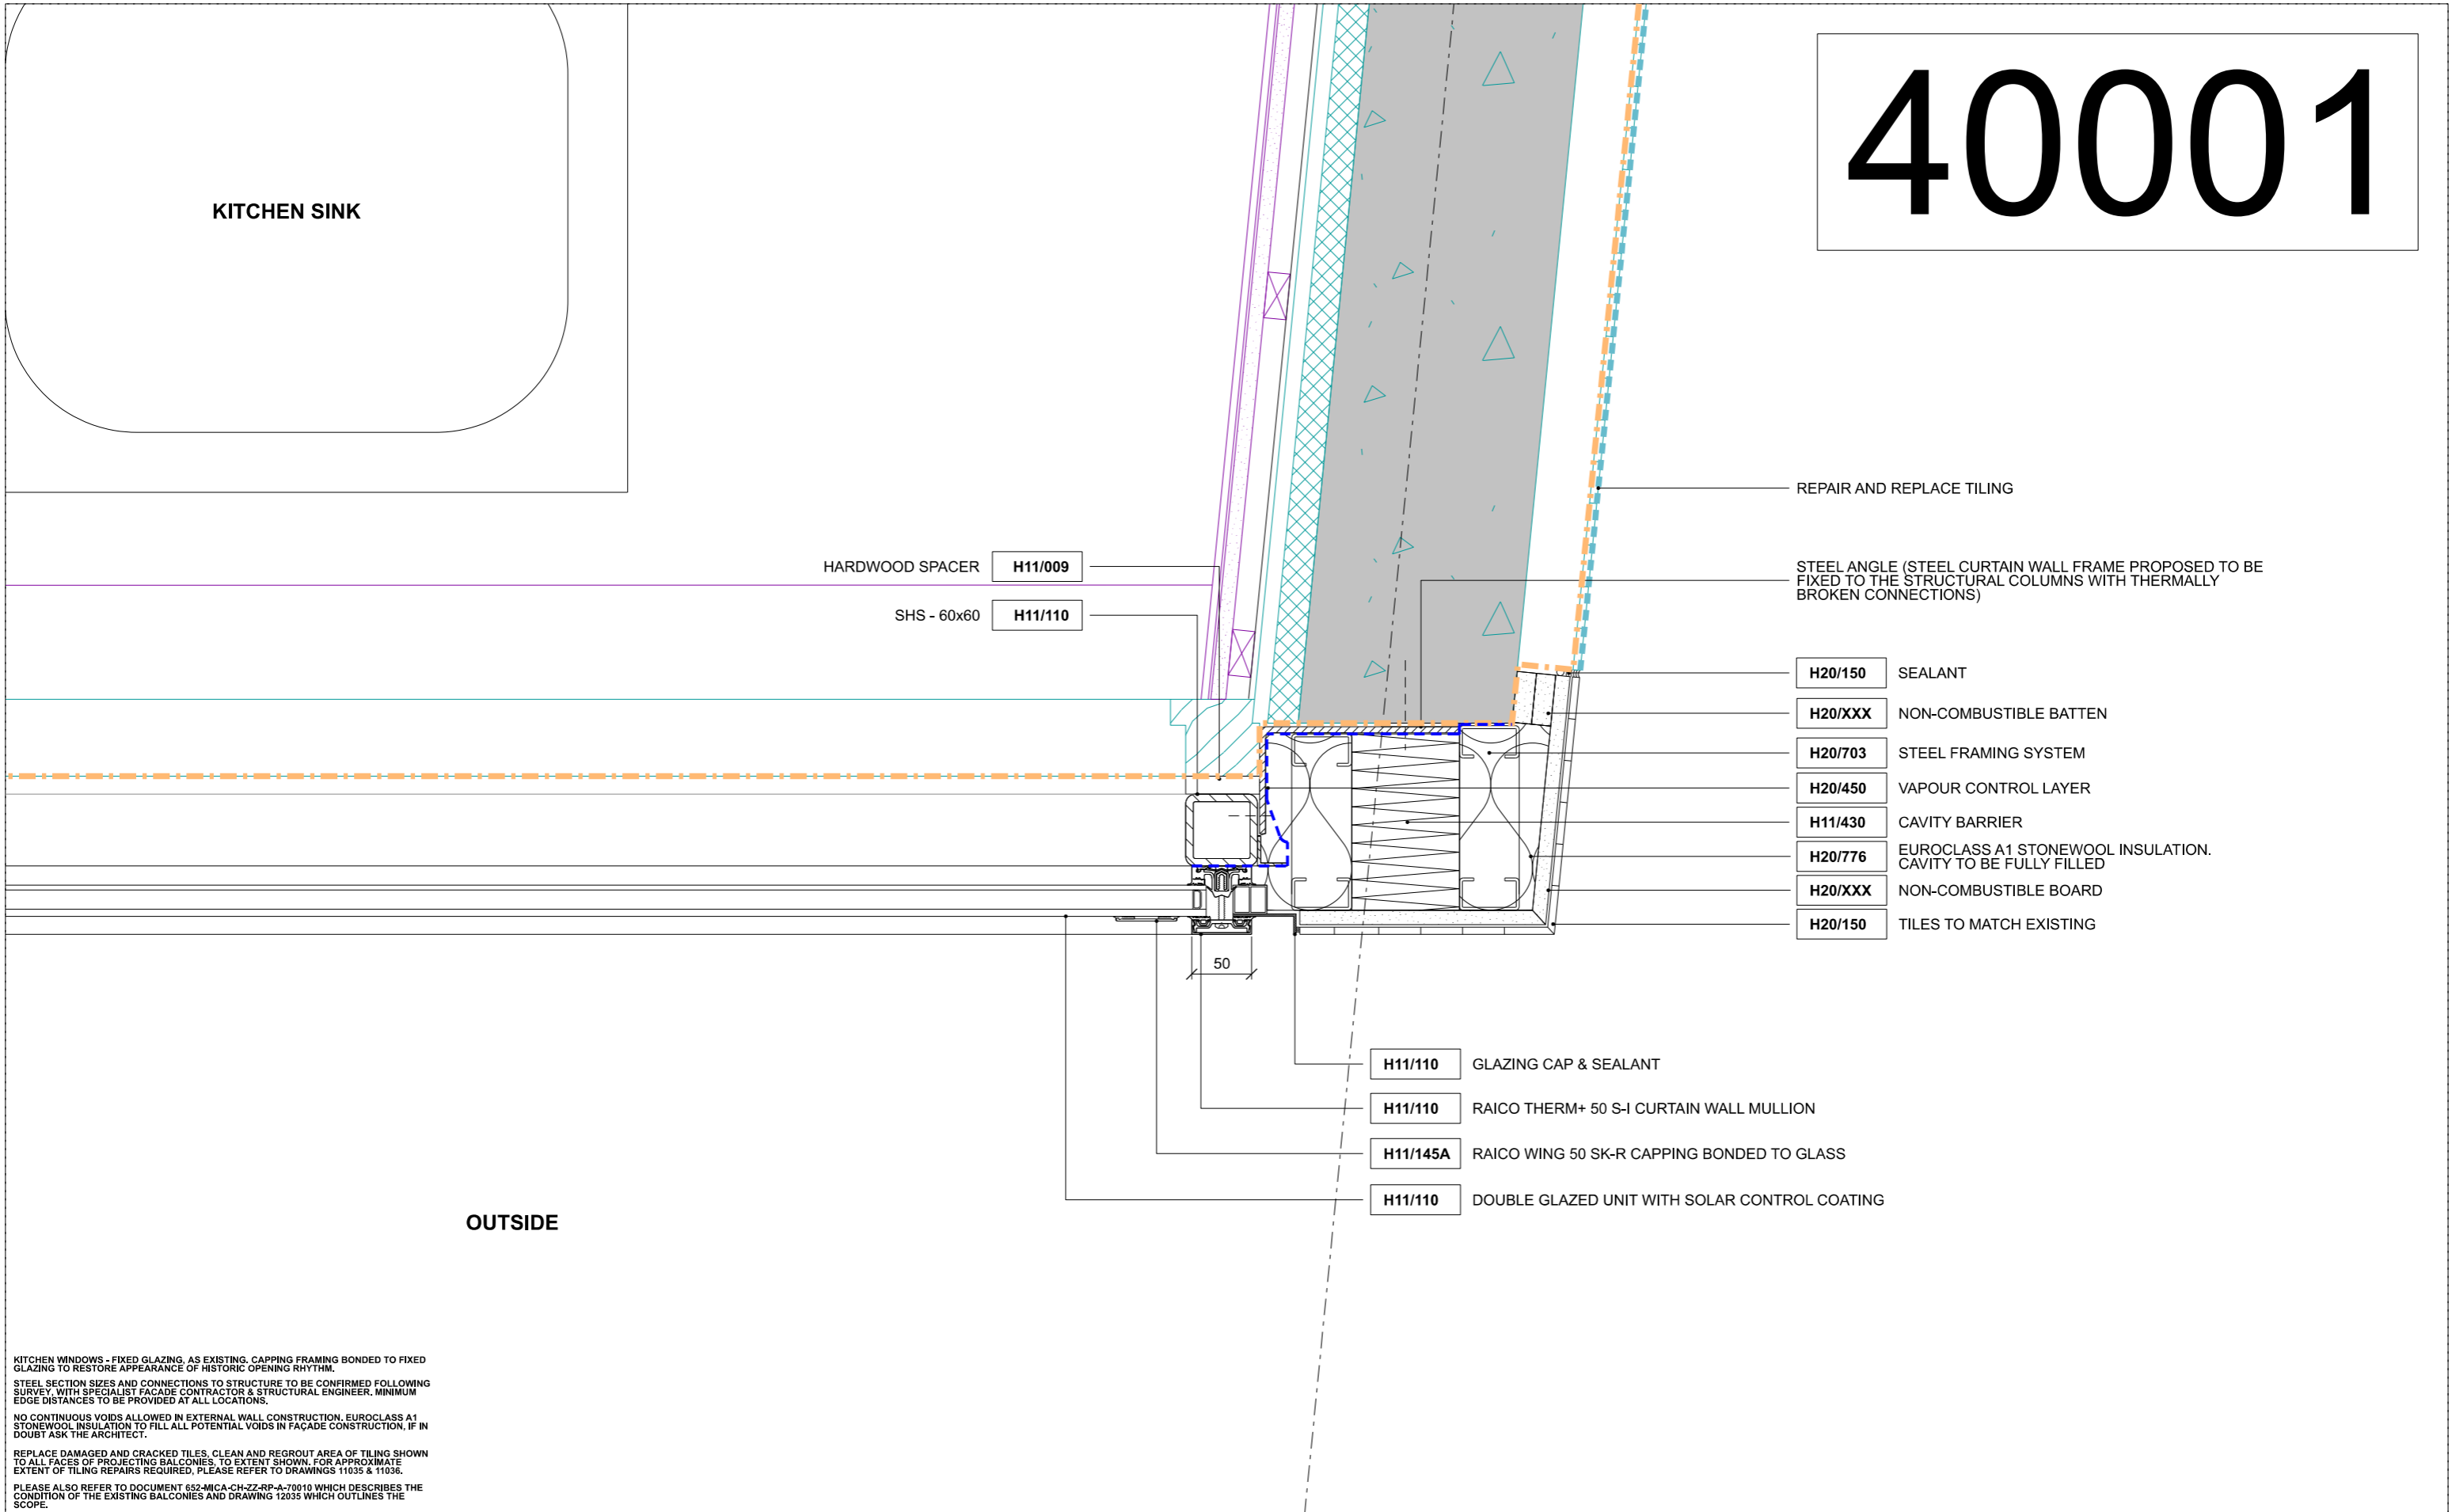 40001
KITCHEN SINK
REPAIR AND REPLACE TILING
HARDWOOD SPACER H11/009
STEEL ANGLE (STEEL CURTAIN WALL FRAME PROPOSED TO BE
FIXED TO THE STRUCTURAL COLUMNS WITH THERMALLY
BROKEN CONNECTIONS)
SHS - 60x60 H11/110
H20/150 SEALANT
H20/XXX NON-COMBUSTIBLE BATTEN
H20/703 STEEL FRAMING SYSTEM
H20/450 VAPOUR CONTROL LAYER
H11/430 CAVITY BARRIER
H20/776 EUROCLASS A1 STONEWOOL INSULATION.
CAVITY TO BE FULLY FILLED
H20/XXX NON-COMBUSTIBLE BOARD
H20/150 TILES TO MATCH EXISTING
50
H11/110 GLAZING CAP & SEALANT
H11/110 RAICO THERM+ 50 S-I CURTAIN WALL MULLION
H11/145A RAICO WING 50 SK-R CAPPING BONDED TO GLASS
H11/110 DOUBLE GLAZED UNIT WITH SOLAR CONTROL COATING
OUTSIDE
KITCHEN WINDOWS - FIXED GLAZING, AS EXISTING. CAPPING FRAMING BONDED TO FIXED
GLAZING TO RESTORE APPEARANCE OF HISTORIC OPENING RHYTHM.
STEEL SECTION SIZES AND CONNECTIONS TO STRUCTURE TO BE CONFIRMED FOLLOWING
SURVEY, WITH SPECIALIST FACADE CONTRACTOR & STRUCTURAL ENGINEER. MINIMUM
EDGE DISTANCES TO BE PROVIDED AT ALL LOCATIONS.
NO CONTINUOUS VOIDS ALLOWED IN EXTERNAL WALL CONSTRUCTION. EUROCLASS A1
STONEWOOL INSULATION TO FILL ALL POTENTIAL VOIDS IN FAÇADE CONSTRUCTION, IF IN
DOUBT ASK THE ARCHITECT.
REPLACE DAMAGED AND CRACKED TILES, CLEAN AND REGROUT AREA OF TILING SHOWN
TO ALL FACES OF PROJECTING BALCONIES, TO EXTENT SHOWN. FOR APPROXIMATE
EXTENT OF TILING REPAIRS REQUIRED, PLEASE REFER TO DRAWINGS 11035 & 11036.
PLEASE ALSO REFER TO DOCUMENT 652-MICA-CH-ZZ-RP-A-70010 WHICH DESCRIBES THE
CONDITION OF THE EXISTING BALCONIES AND DRAWING 12035 WHICH OUTLINES THE
SCOPE.